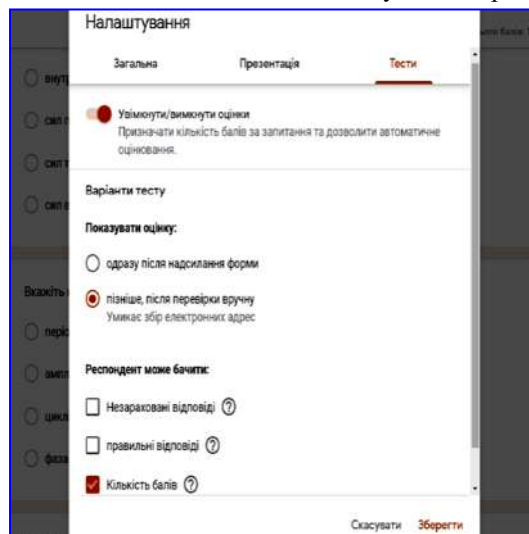 Налаштування
Загальна Презентація Тести
Увімкнути/вимкнути оцінки
Призначати кількість балів за запитання та дозволити автоматичне
оцінювання.
Варіанти тесту
Показувати оцінку:
одразу після надсилання форми
пізніше, після перевірки вручну
Умикає збір електронних адрес
Респондент може бачити:
Незараховані відповіді
правильні відповіді
Кількість балів
Скасувати Зберегти
Вкажіть